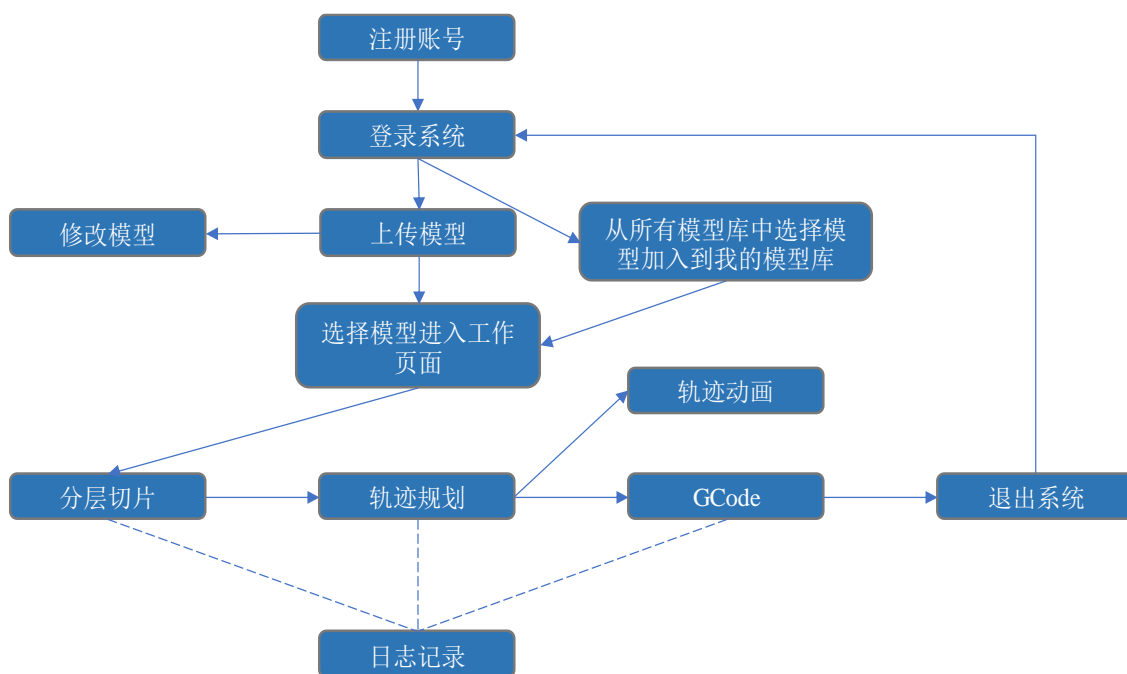 注册账号
登录系统
修改模型
上传模型
从所有模型库中选择模
型加入到我的模型库
选择模型进入工作
页面
轨迹动画
分层切片
轨迹规划
GCode
退出系统
日志记录